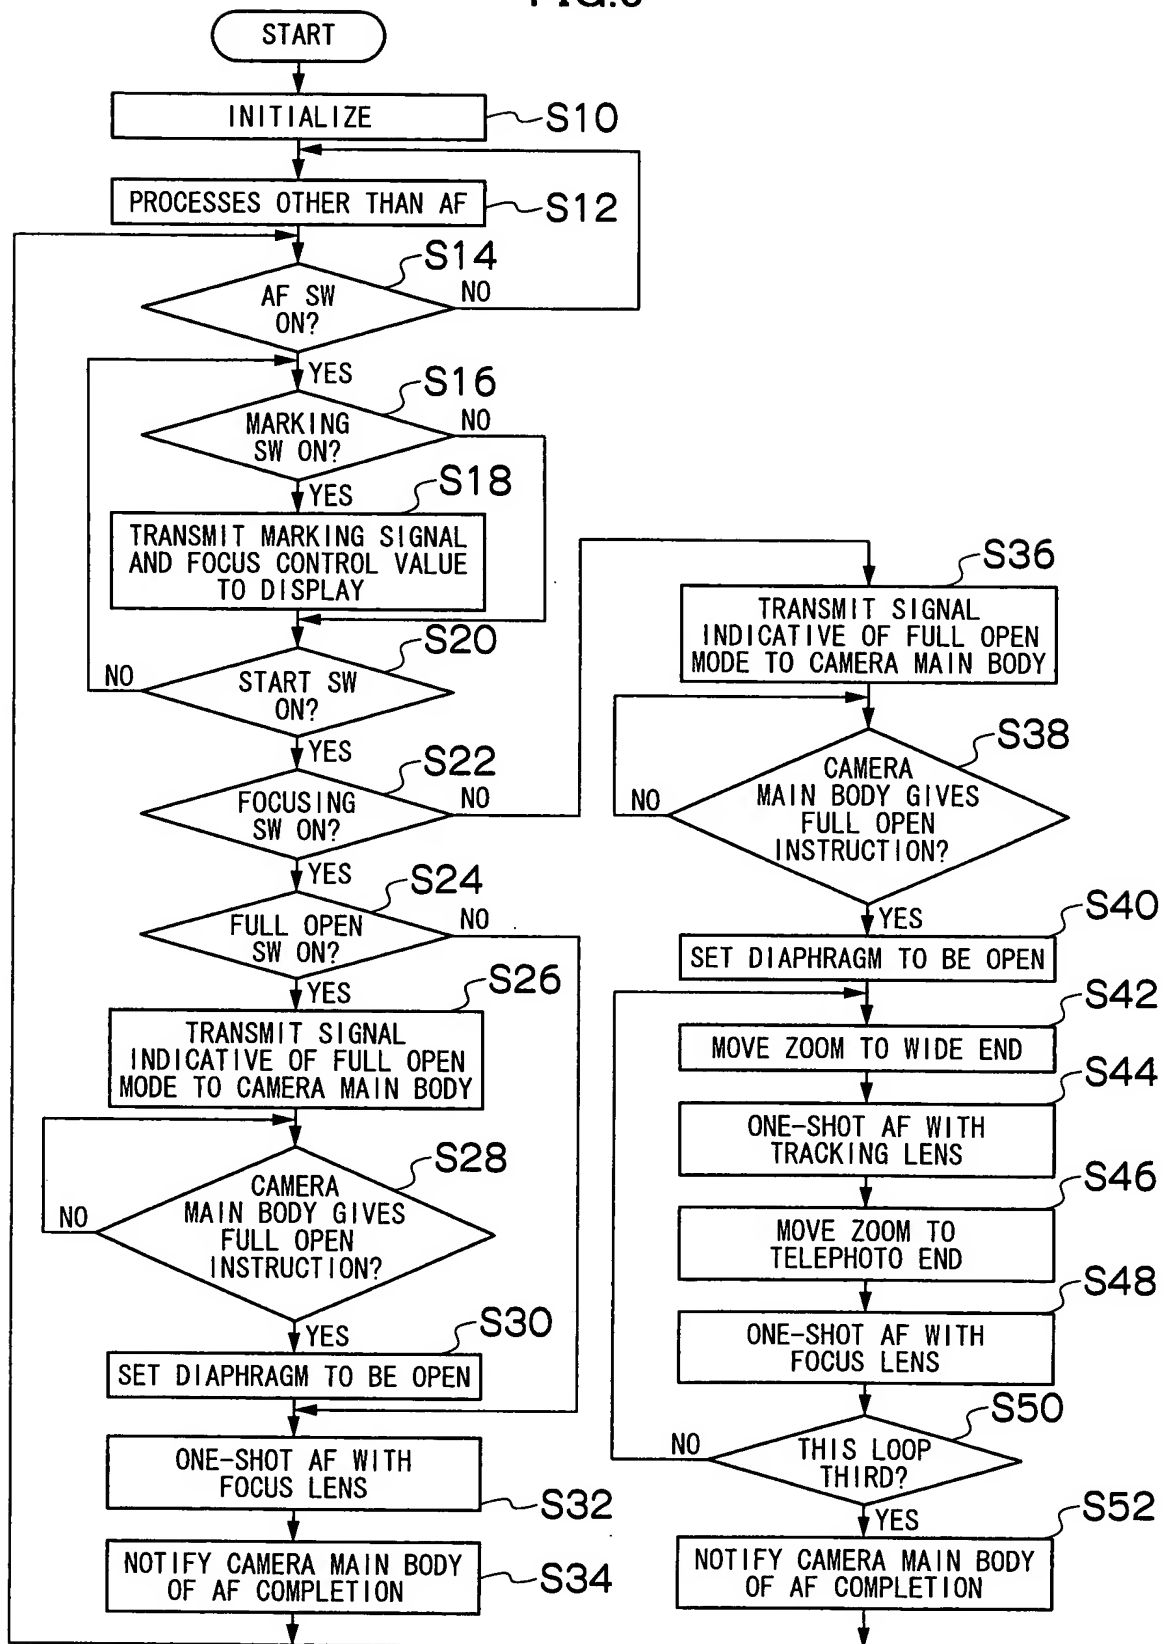 START
INITIALIZE
S10
PROCESSES OTHER THAN AF
S12
S14
AF SW
ON?
NO
YES
S16
MARKING
SW ON?
NO
YES
S18
TRANSMIT MARKING SIGNAL
AND FOCUS CONTROL VALUE
TO DISPLAY
S20
START SW
ON?
NO
YES
S22
FOCUSING
SW ON?
NO
YES
S24
FULL OPEN
SW ON?
NO
YES
S26
TRANSMIT SIGNAL
INDICATIVE OF FULL OPEN
MODE TO CAMERA MAIN BODY
S28
CAMERA
MAIN BODY GIVES
FULL OPEN
INSTRUCTION?
NO
YES
S30
SET DIAPHRAGM TO BE OPEN
ONE-SHOT AF WITH
FOCUS LENS
S32
NOTIFY CAMERA MAIN BODY
OF AF COMPLETION
S34
S36
TRANSMIT SIGNAL
INDICATIVE OF FULL OPEN
MODE TO CAMERA MAIN BODY
S38
CAMERA
MAIN BODY GIVES
FULL OPEN
INSTRUCTION?
NO
YES
S40
SET DIAPHRAGM TO BE OPEN
S42
MOVE ZOOM TO WIDE END
S44
ONE-SHOT AF WITH
TRACKING LENS
S46
MOVE ZOOM TO
TELEPHOTO END
S48
ONE-SHOT AF WITH
FOCUS LENS
S50
THIS LOOP
THIRD?
NO
YES
S52
NOTIFY CAMERA MAIN BODY
OF AF COMPLETION